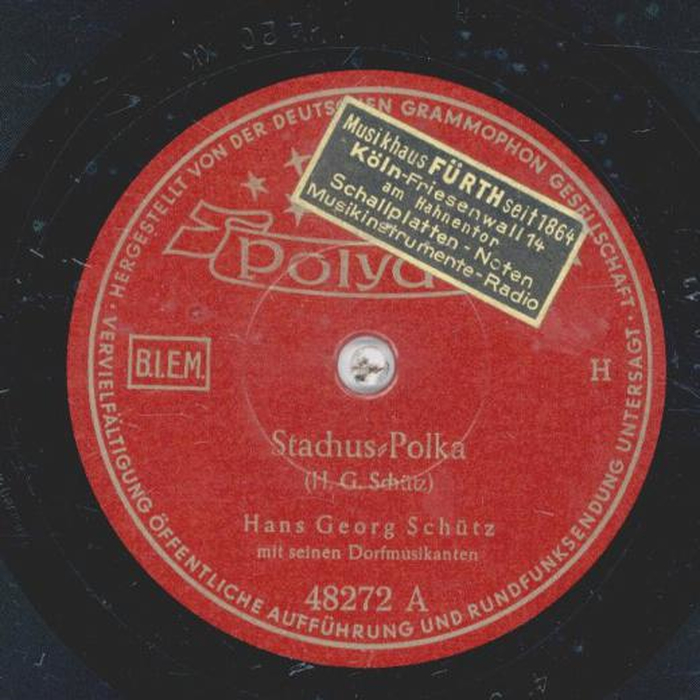 HERGESTELLT VON DER DEUTSCHEN GRAMMOPHON GESELLSCHAFT · VERVIELFÄLTIGUNG ÖFFENTLICHE AUFFÜHRUNG UND RUNDFUNKSENDUNG UNTERSAGT ·
Musikhaus FÜRTH seit 1864
Köln-Friesenwall 14
am Hahnentor
Schallplatten - Noten
Musikinstrumente - Radio
Polyd
B.I.E.M.
H
Stachus-Polka
(H. G. Schütz)
Hans Georg Schütz
mit seinen Dorfmusikanten
48272 A